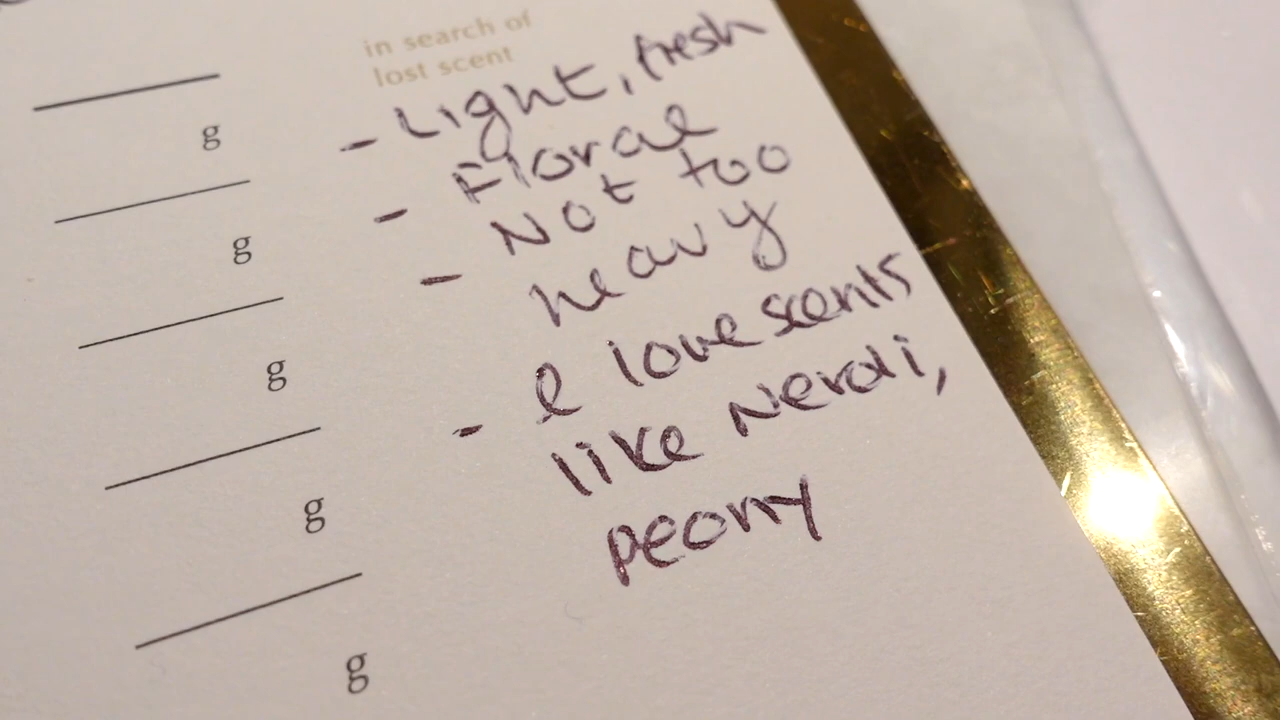 in search of
lost scent
- Light, fresh
- Floral
- Not too
heavy
- I love scents
like Neroli,
peony
g
g
g
g
g